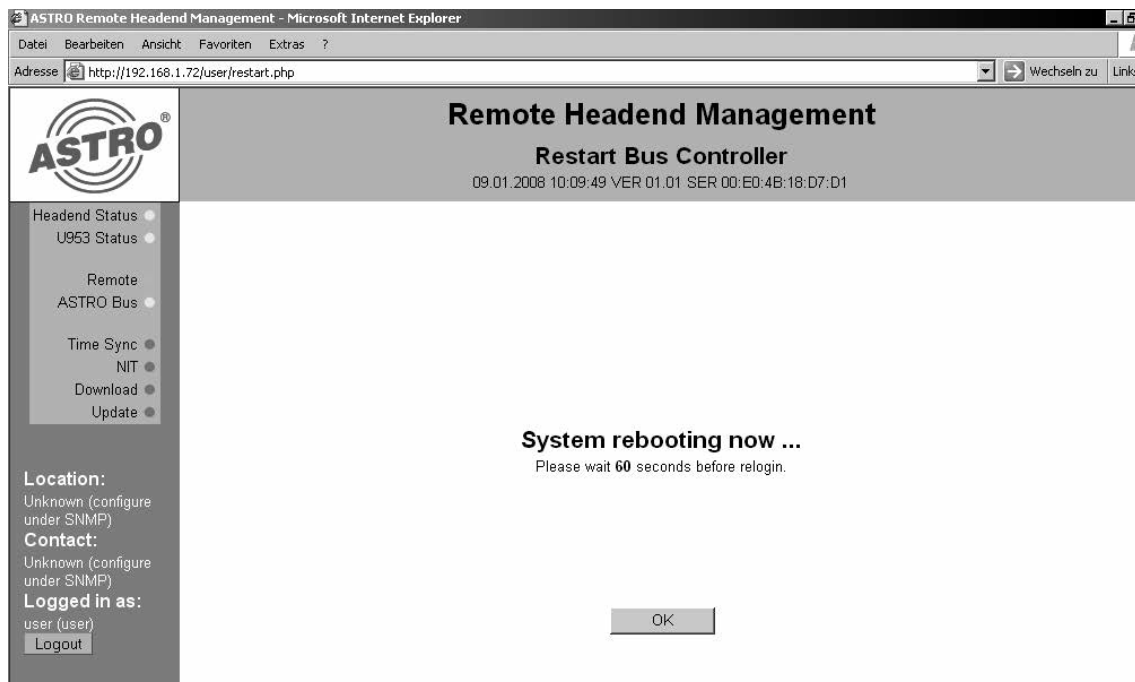 ASTRO Remote Headend Management - Microsoft Internet Explorer
Datei Bearbeiten Ansicht Favoriten Extras ?
Adresse http://192.168.1.72/user/restart.php Wechseln zu Links
ASTRO®
Remote Headend Management
Restart Bus Controller
09.01.2008 10:09:49 VER 01.01 SER 00:E0:4B:18:D7:D1
Headend Status
U953 Status
Remote
ASTRO Bus
Time Sync
NIT
Download
Update
Location:
Unknown (configure
under SNMP)
Contact:
Unknown (configure
under SNMP)
Logged in as:
user (user)
Logout
System rebooting now ...
Please wait 60 seconds before relogin.
OK